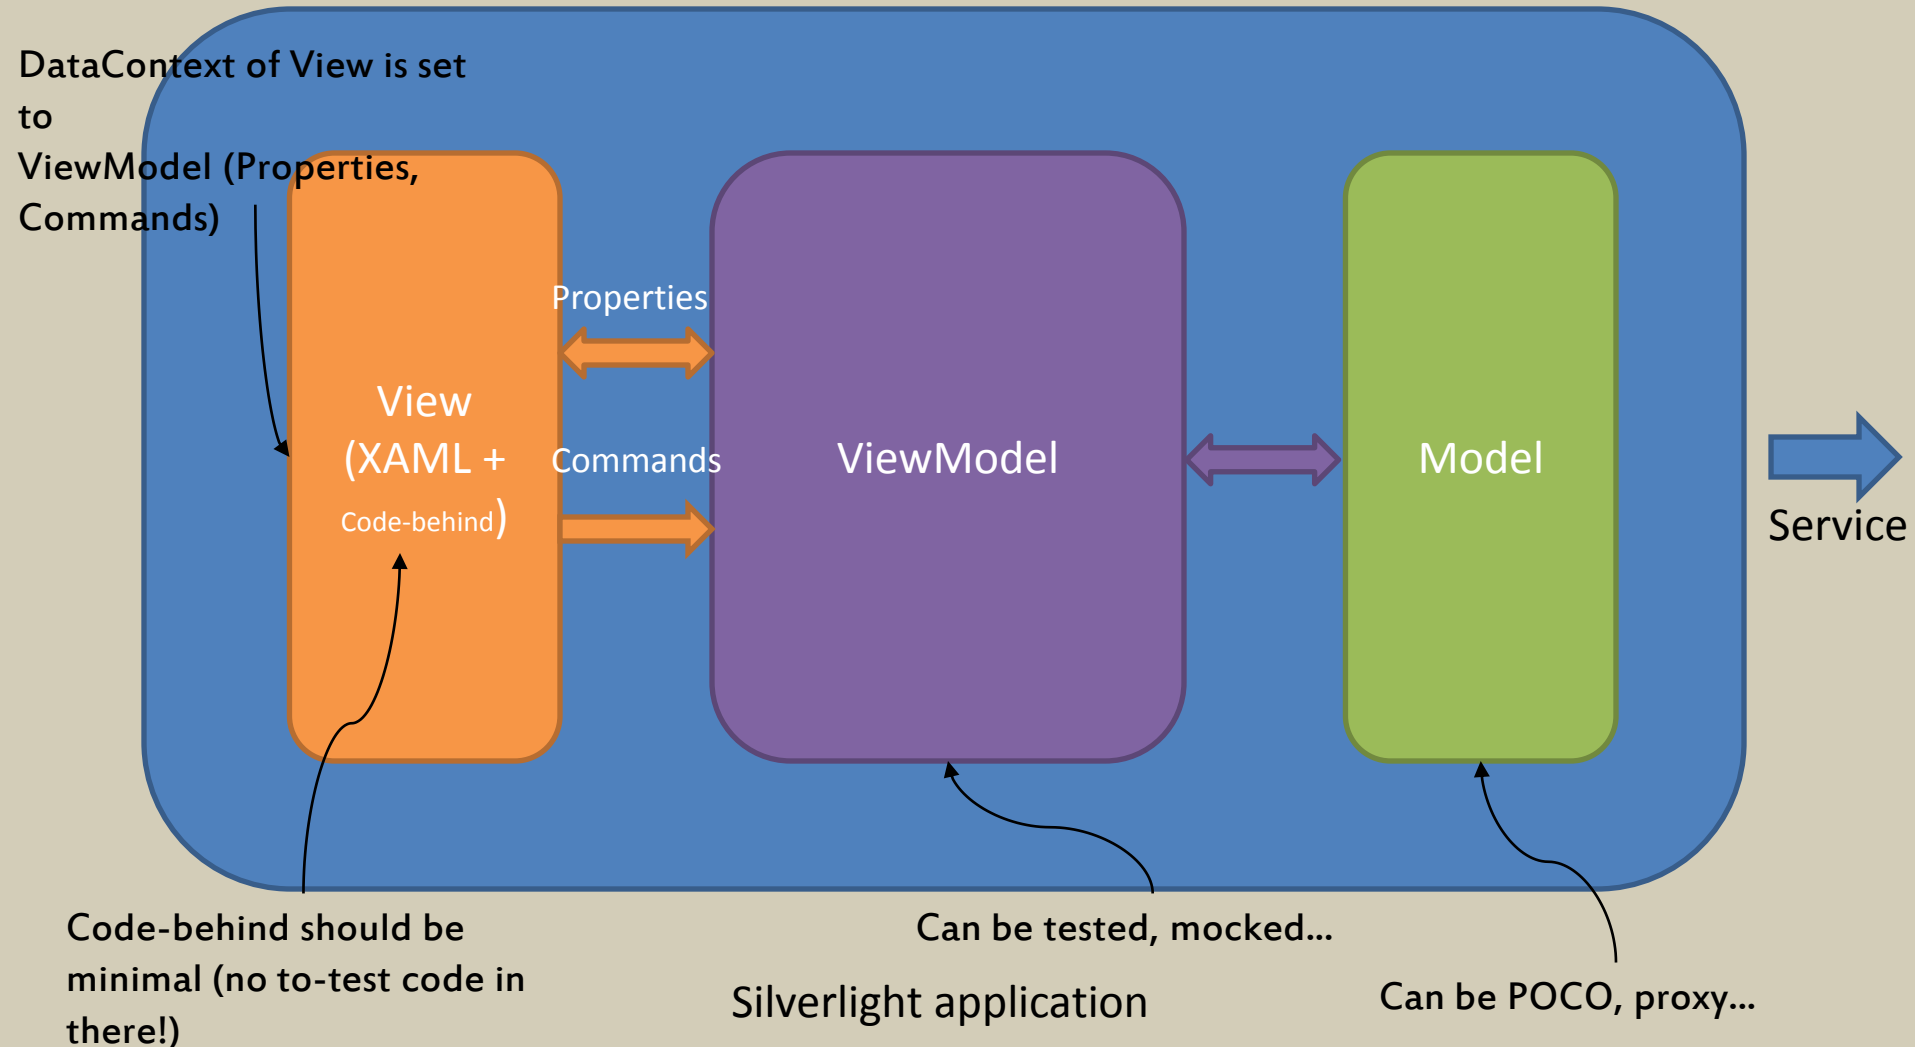 DataContext of View is set
to
ViewModel (Properties,
Commands)
Properties
View
(XAML +
Code-behind)
Commands
ViewModel
Model
Service
Code-behind should be
minimal (no to-test code in
there!)
Can be tested, mocked...
Silverlight application
Can be POCO, proxy...